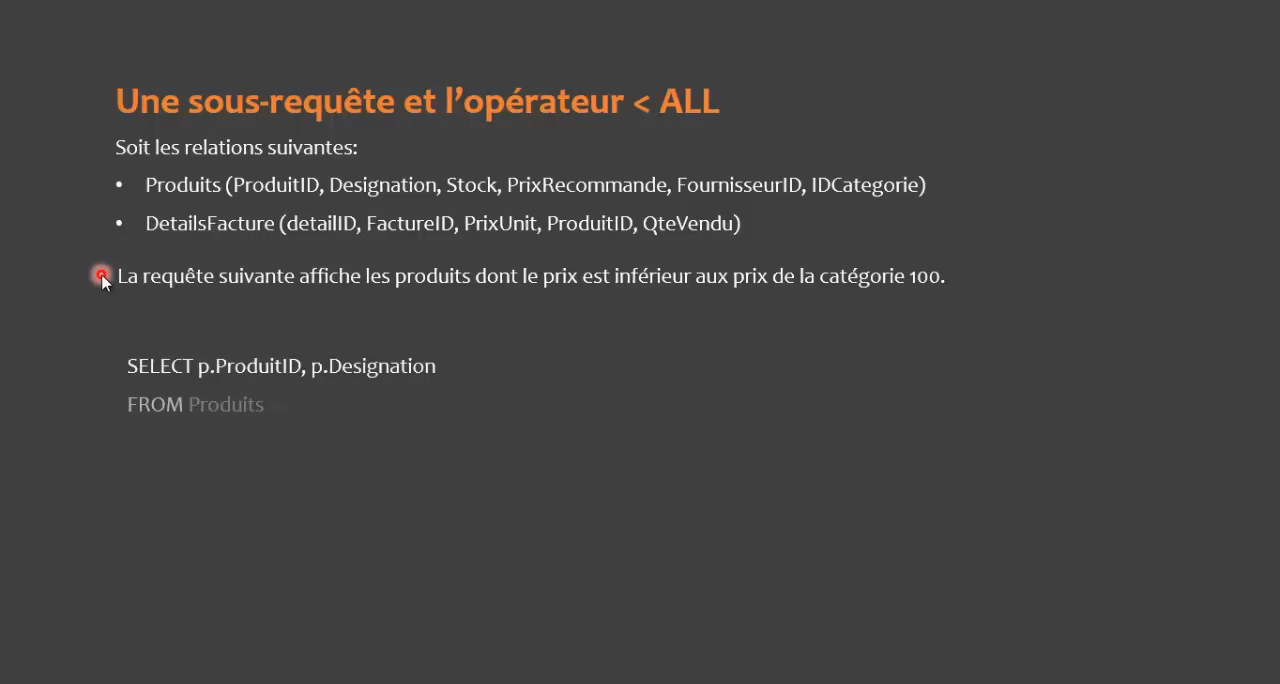 Une sous-requête et l’opérateur < ALL
Soit les relations suivantes:
• Produits (ProduitID, Designation, Stock, PrixRecommande, FournisseurID, IDCategorie)
• DetailsFacture (detailID, FactureID, PrixUnit, ProduitID, QteVendu)
La requête suivante affiche les produits dont le prix est inférieur aux prix de la catégorie 100.
SELECT p.ProduitID, p.Designation
FROM Produits